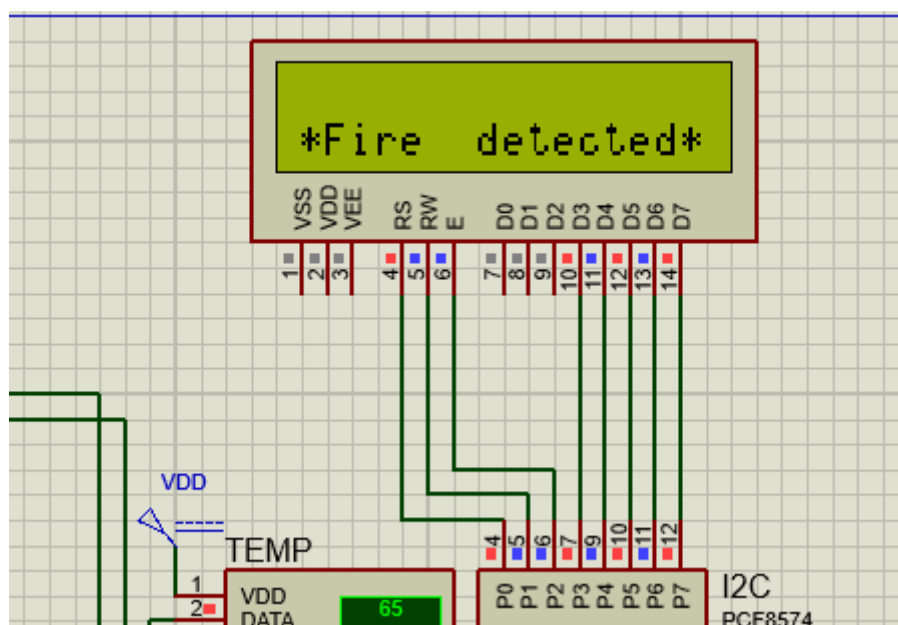 *Fire detected*
VSS VDD VEE RS RW E D0 D1 D2 D3 D4 D5 D6 D7
1 2 3 4 5 6 7 8 9 10 11 12 13 14
VDD
TEMP
1 VDD
2 DATA
65
4 5 6 7 9 10 11 12
P0 P1 P2 P3 P4 P5 P6 P7
I2C
PCF8574